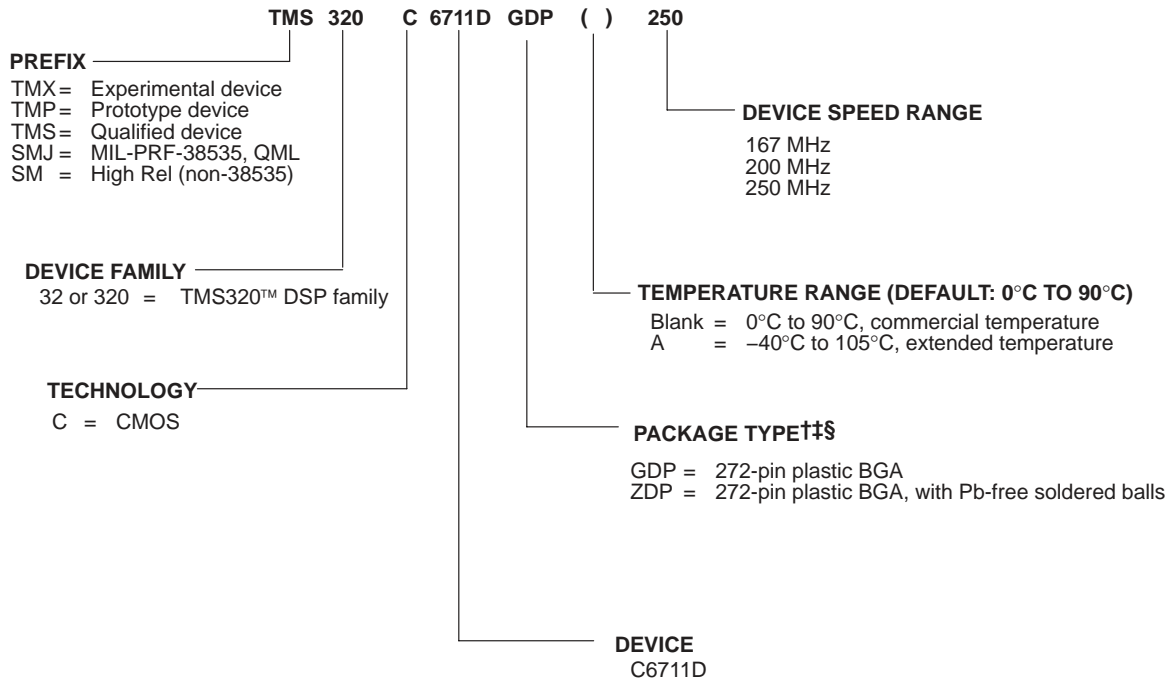 TMS 320 C 6711D GDP ( ) 250
PREFIX
TMX = Experimental device
TMP = Prototype device
TMS = Qualified device
SMJ = MIL-PRF-38535, QML
SM = High Rel (non-38535)
DEVICE SPEED RANGE
167 MHz
200 MHz
250 MHz
DEVICE FAMILY
32 or 320 = TMS320™ DSP family
TEMPERATURE RANGE (DEFAULT: 0°C TO 90°C)
Blank = 0°C to 90°C, commercial temperature
A = –40°C to 105°C, extended temperature
TECHNOLOGY
C = CMOS
PACKAGE TYPE†‡§
GDP = 272-pin plastic BGA
ZDP = 272-pin plastic BGA, with Pb-free soldered balls
DEVICE
C6711D